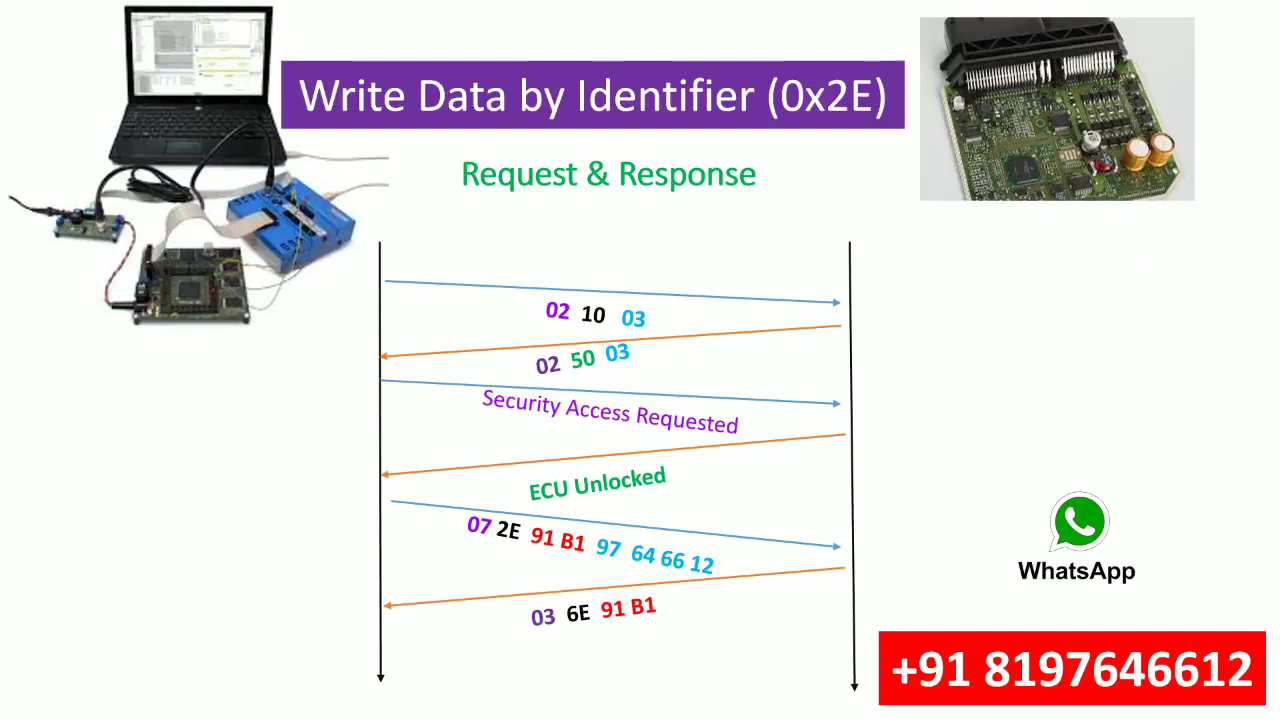 Write Data by Identifier (0x2E)
Request & Response
02 10 03
02 50 03
Security Access Requested
ECU Unlocked
07 2E 91 B1 97 64 66 12
03 6E 91 B1
WhatsApp
+91 8197646612